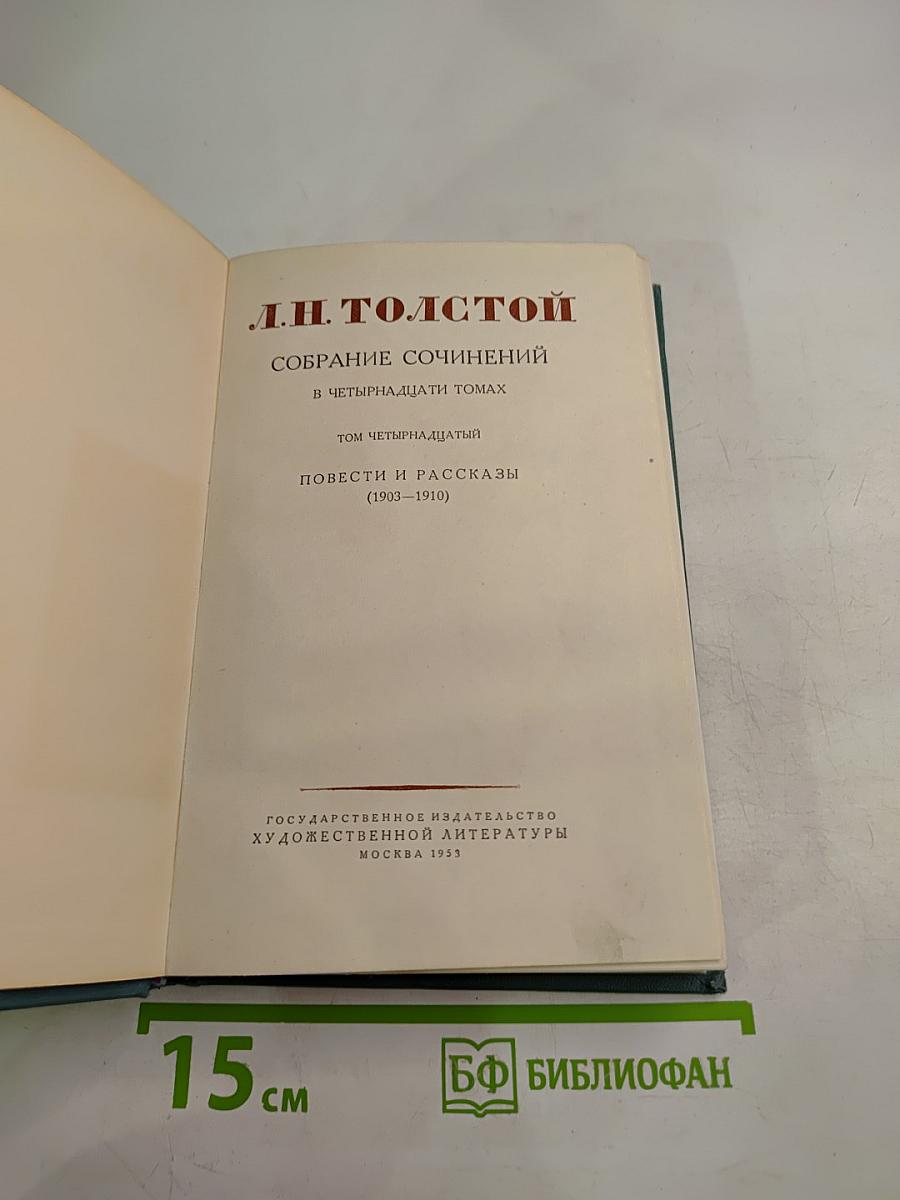 Л.Н. ТОЛСТОЙ
СОБРАНИЕ СОЧИНЕНИЙ
В ЧЕТЫРНАДЦАТИ ТОМАХ
ТОМ ЧЕТЫРНАДЦАТЫЙ
ПОВЕСТИ И РАССКАЗЫ
(1903—1910)
ГОСУДАРСТВЕННОЕ ИЗДАТЕЛЬСТВО
ХУДОЖЕСТВЕННОЙ ЛИТЕРАТУРЫ
МОСКВА 1953
15 см
БФ БИБЛИОФАН